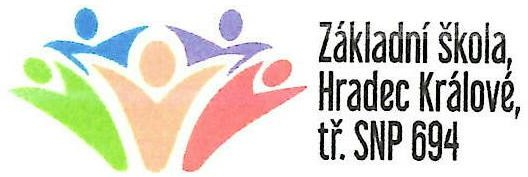 Základní škola,
Hradec Králové,
tř. SNP 694